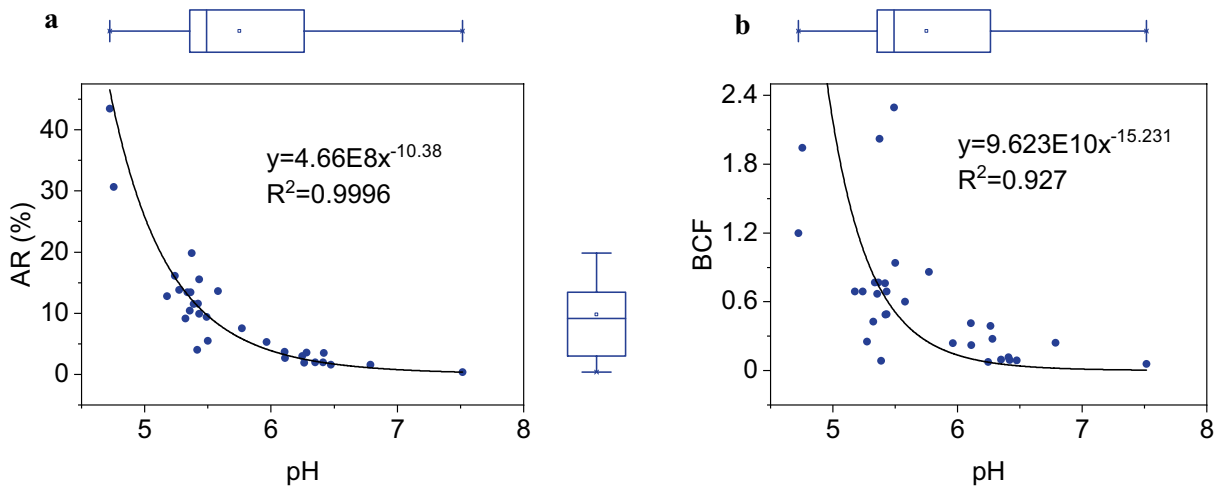 a
y=4.66E8x^-10.38
R²=0.9996
AR (%)
40
30
20
10
0
5
6
7
8
pH
b
y=9.623E10x^-15.231
R²=0.927
BCF
2.4
1.8
1.2
0.6
0
5
6
7
8
pH